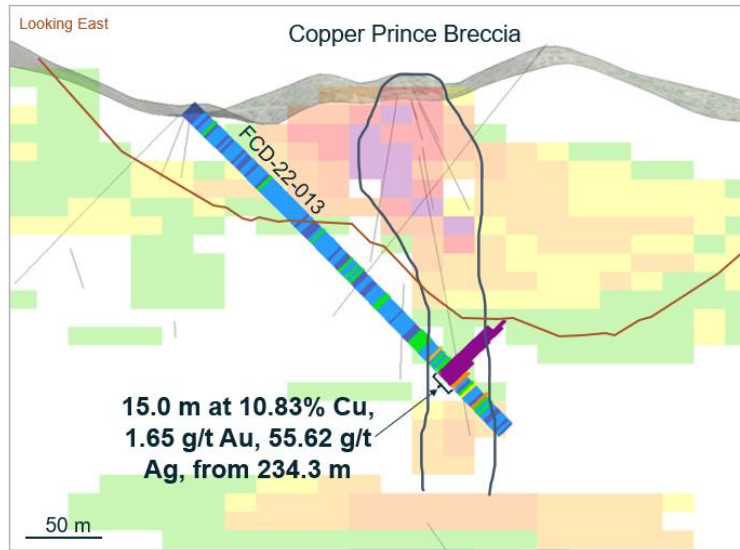 Looking East
Copper Prince Breccia
FCD-22-013
15.0 m at 10.83% Cu,
1.65 g/t Au, 55.62 g/t
Ag, from 234.3 m
50 m